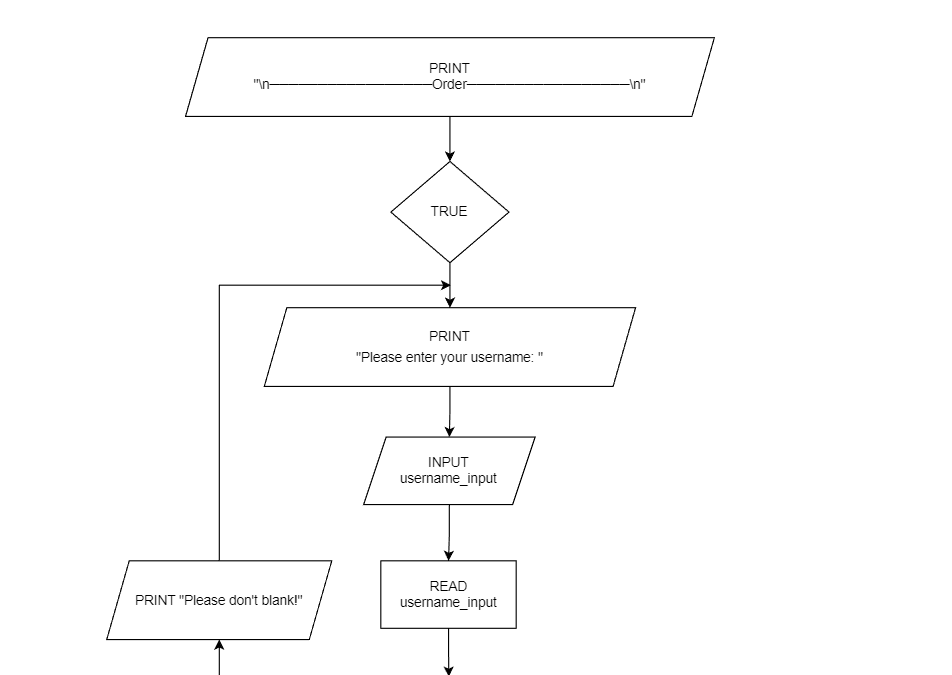 PRINT
"\n——————————————Order——————————————\n"
TRUE
PRINT
"Please enter your username: "
INPUT
username_input
PRINT "Please don't blank!"
READ
username_input